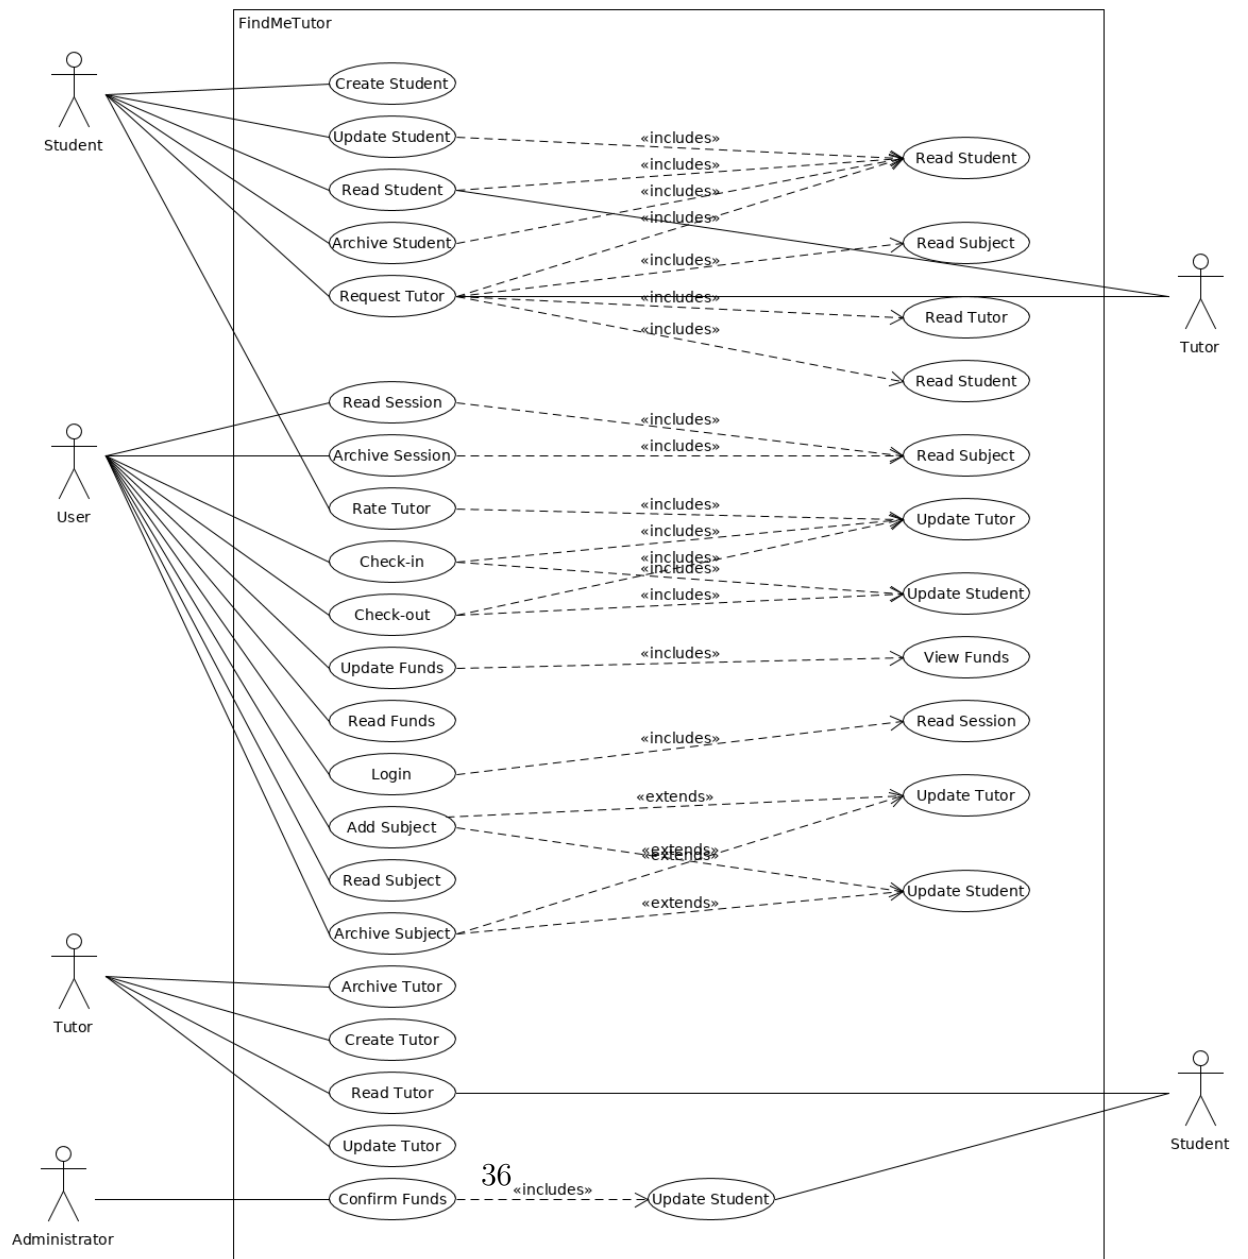 FindMeTutor
Create Student
Student
Update Student
«includes»
Read Student
«includes»
Read Student
«includes»
«includes»
Archive Student
Read Subject
«includes»
Request Tutor
«includes»
Read Tutor
«includes»
Tutor
Read Student
Read Session
«includes»
Archive Session
«includes»
Read Subject
User
Rate Tutor
«includes»
Update Tutor
«includes»
Check-in
«includes»
«includes»
Update Student
«includes»
Check-out
Update Funds
«includes»
View Funds
Read Funds
Read Session
«includes»
Login
«extends»
Update Tutor
Add Subject
«extends»
«extends»
Read Subject
Update Student
«extends»
Archive Subject
Archive Tutor
Tutor
Create Tutor
Read Tutor
Student
Update Tutor
36
«includes»
Confirm Funds
Update Student
Administrator